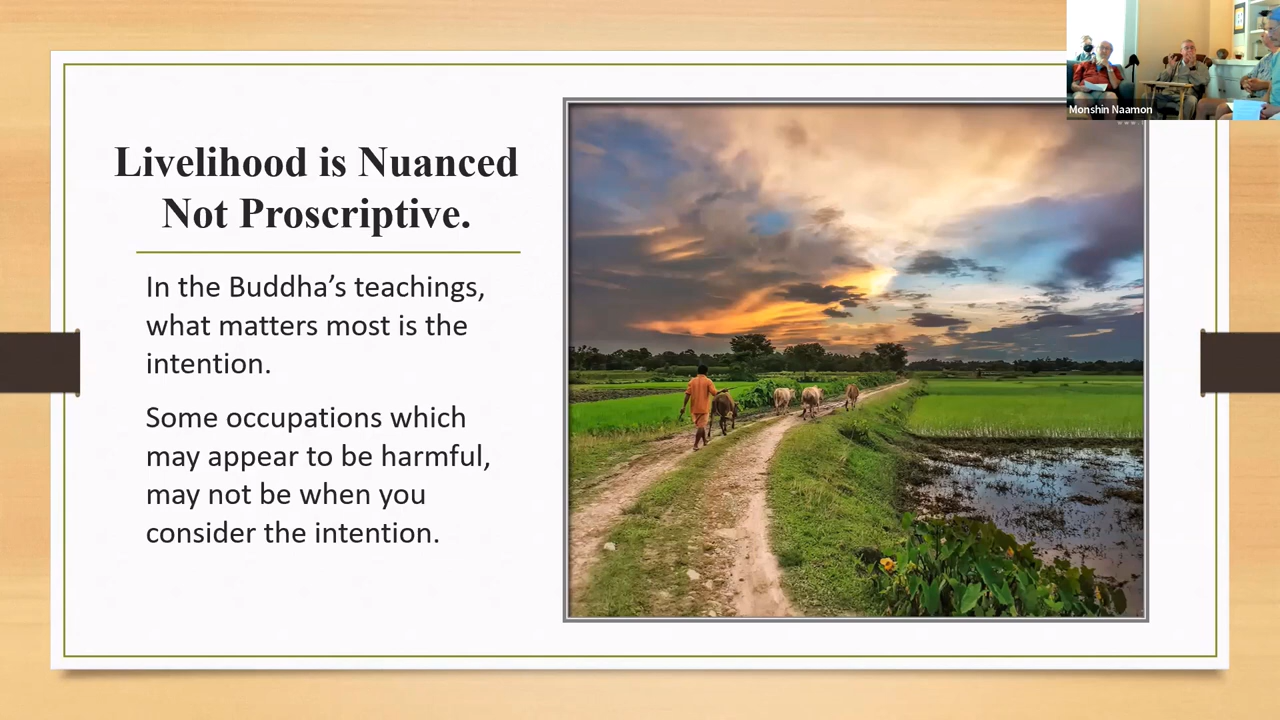 Monshin Naamon
Livelihood is Nuanced
Not Proscriptive.
In the Buddha’s teachings,
what matters most is the
intention.
Some occupations which
may appear to be harmful,
may not be when you
consider the intention.